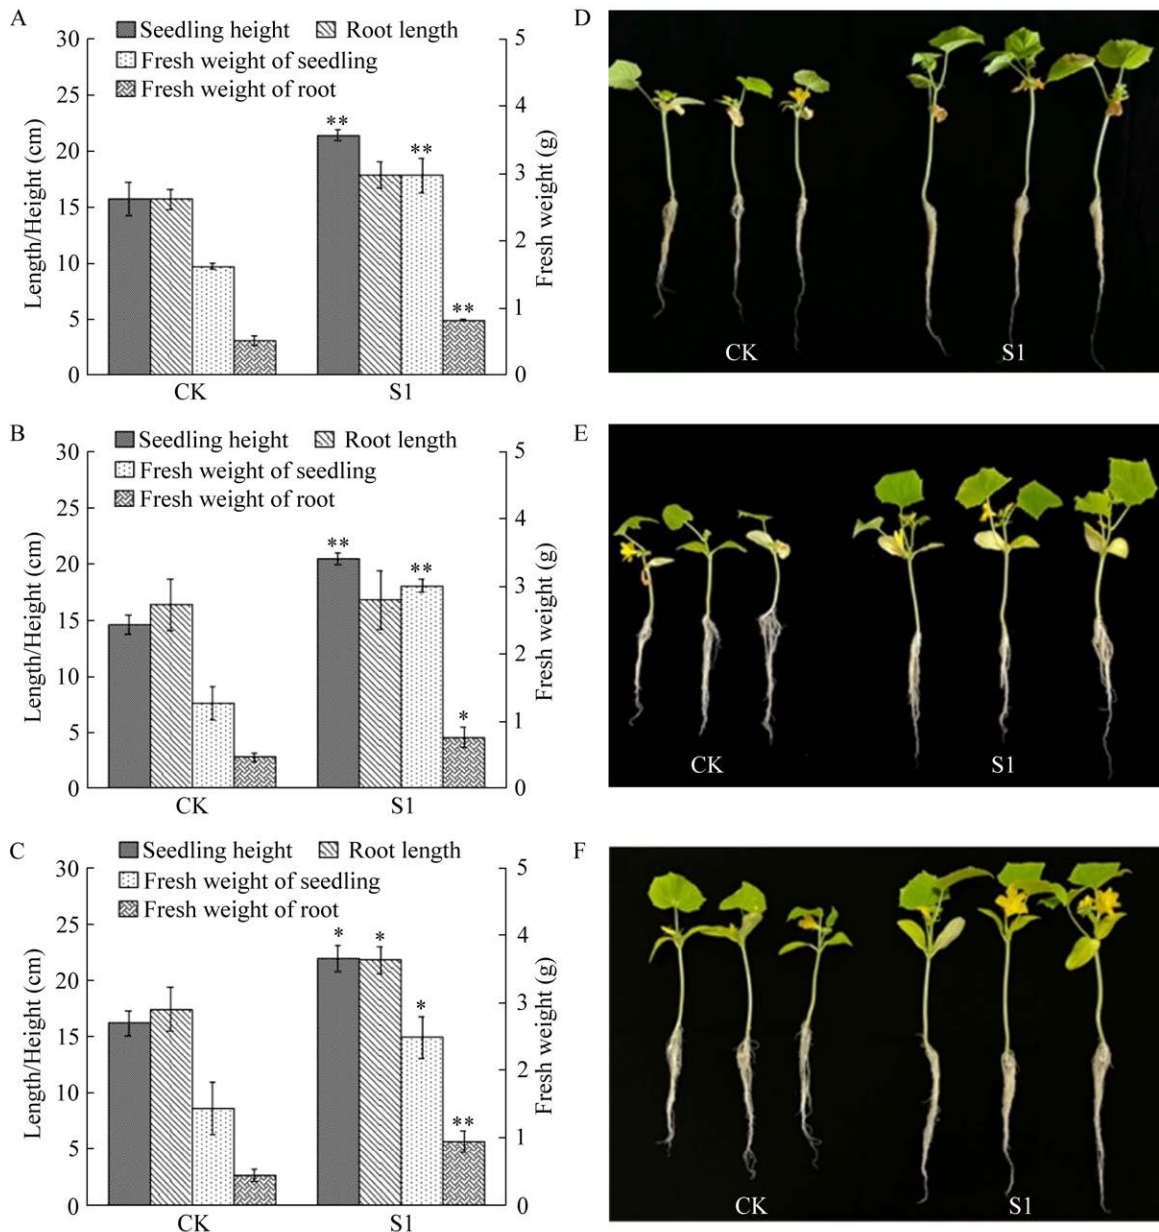 A
Seedling height
Root length
Fresh weight of seedling
Fresh weight of root
30
25
20
15
10
5
0
Length/Height (cm)
5
4
3
2
1
0
Fresh weight (g)
**
**
**
CK
S1
D
CK
S1
B
Seedling height
Root length
Fresh weight of seedling
Fresh weight of root
30
25
20
15
10
5
0
Length/Height (cm)
5
4
3
2
1
0
Fresh weight (g)
**
**
*
CK
S1
E
CK
S1
C
Seedling height
Root length
Fresh weight of seedling
Fresh weight of root
30
25
20
15
10
5
0
Length/Height (cm)
5
4
3
2
1
0
Fresh weight (g)
*
*
*
**
CK
S1
F
CK
S1